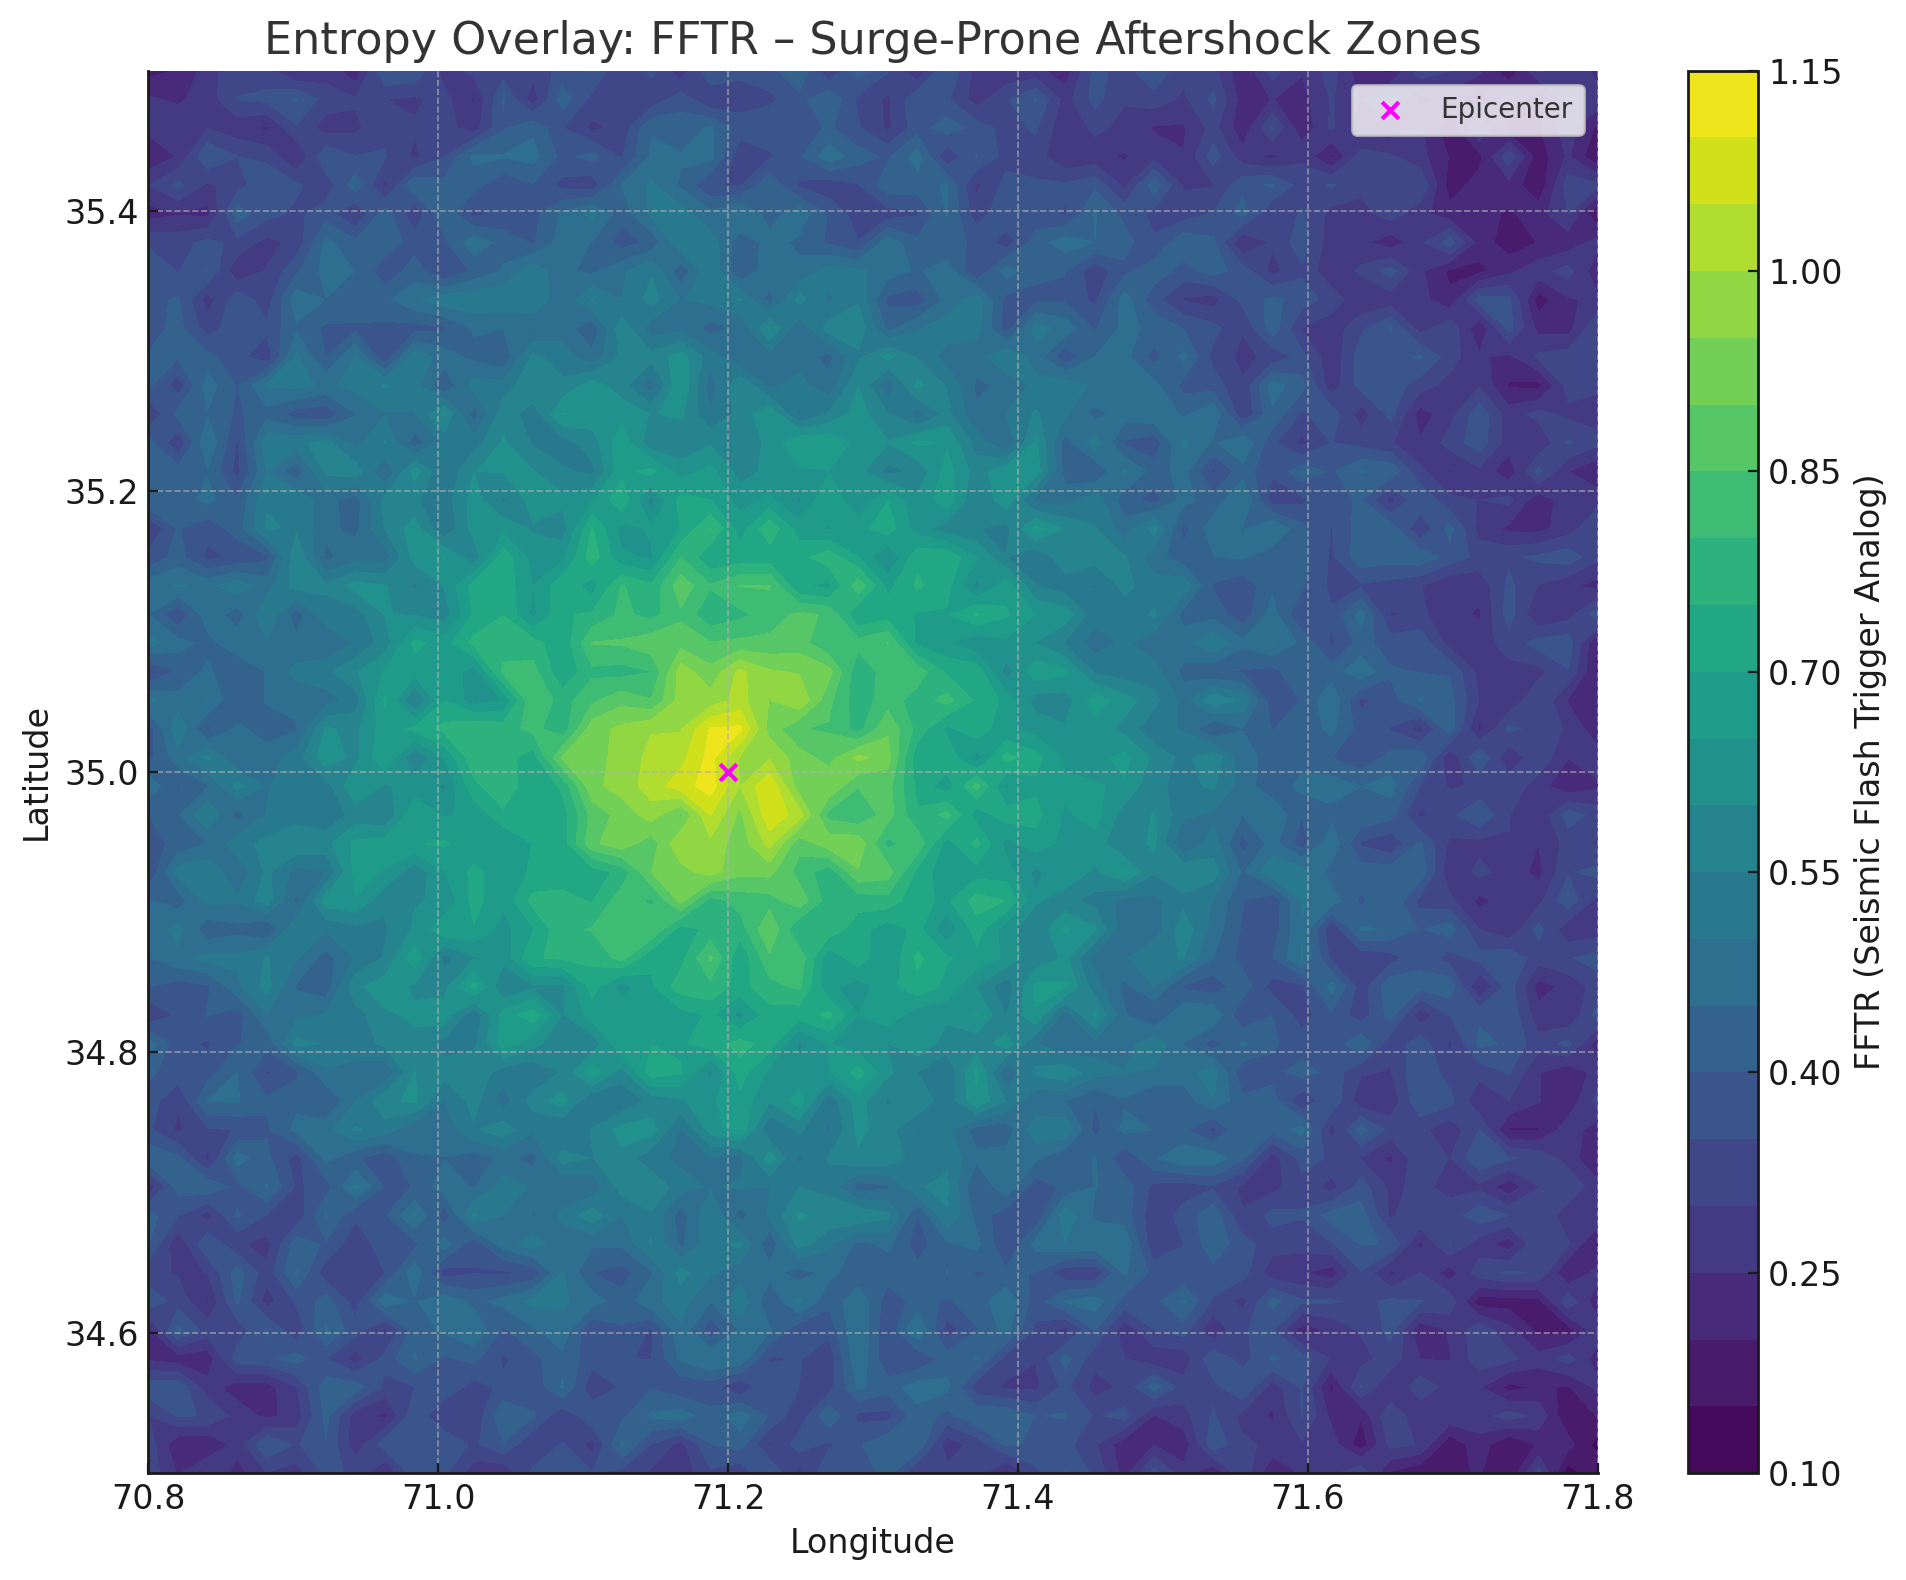 Entropy Overlay: FFTR – Surge-Prone Aftershock Zones
Epicenter
Latitude
35.4
35.2
35.0
34.8
34.6
70.8 71.0 71.2 71.4 71.6 71.8
Longitude
1.15
1.00
0.85
0.70
0.55
0.40
0.25
0.10
FFTR (Seismic Flash Trigger Analog)